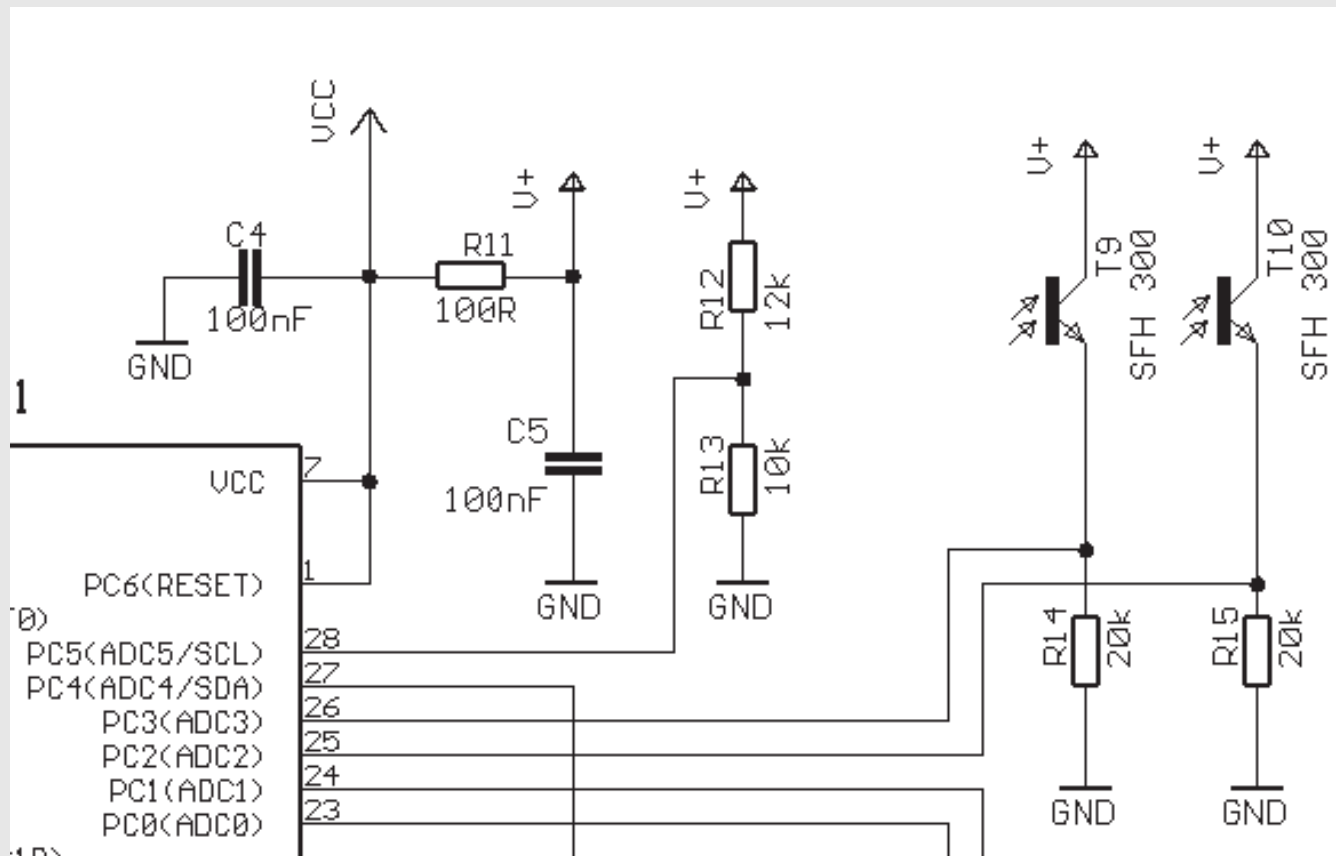 VCC
V+
V+
V+
V+
C4
100nF
GND
R11
100R
R12
12k
T9
SFH 300
T10
SFH 300
1
C5
100nF
GND
R13
10k
GND
VCC
7
PC6(RESET)
1
0)
PC5(ADC5/SCL)
28
PC4(ADC4/SDA)
27
PC3(ADC3)
26
PC2(ADC2)
25
PC1(ADC1)
24
PC0(ADC0)
23
R14
20k
GND
R15
20k
GND